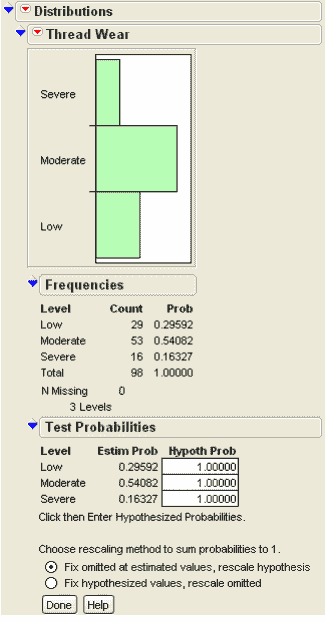 Distributions
Thread Wear
Severe
Moderate
Low
Frequencies
Level Count Prob
Low 29 0.29592
Moderate 53 0.54082
Severe 16 0.16327
Total 98 1.00000
N Missing 0
3 Levels
Test Probabilities
Level Estim Prob Hypoth Prob
Low 0.29592 1.00000
Moderate 0.54082 1.00000
Severe 0.16327 1.00000
Click then Enter Hypothesized Probabilities.
Choose rescaling method to sum probabilities to 1.
Fix omitted at estimated values, rescale hypothesis
Fix hypothesized values, rescale omitted
Done Help